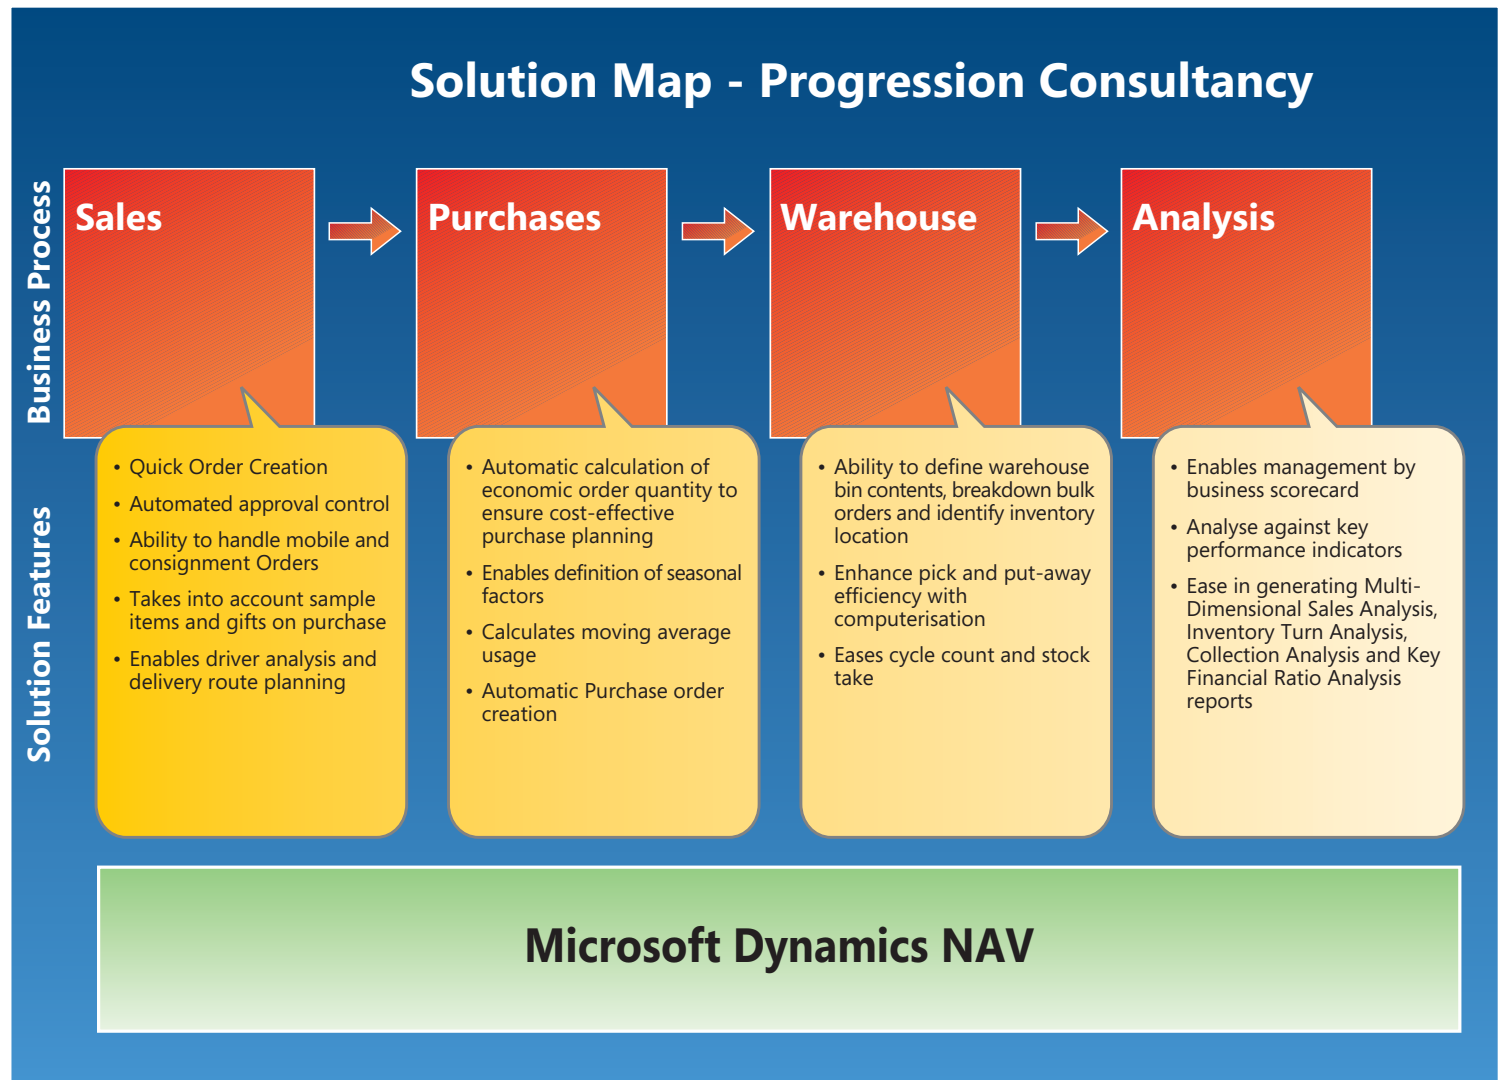 Solution Map - Progression Consultancy
Business Process
Sales
Purchases
Warehouse
Analysis
Solution Features
• Quick Order Creation
• Automated approval control
• Ability to handle mobile and
consignment Orders
• Takes into account sample
items and gifts on purchase
• Enables driver analysis and
delivery route planning
• Automatic calculation of
economic order quantity to
ensure cost-effective
purchase planning
• Enables definition of seasonal
factors
• Calculates moving average
usage
• Automatic Purchase order
creation
• Ability to define warehouse
bin contents, breakdown bulk
orders and identify inventory
location
• Enhance pick and put-away
efficiency with
computerisation
• Eases cycle count and stock
take
• Enables management by
business scorecard
• Analyse against key
performance indicators
• Ease in generating Multi-
Dimensional Sales Analysis,
Inventory Turn Analysis,
Collection Analysis and Key
Financial Ratio Analysis
reports
Microsoft Dynamics NAV